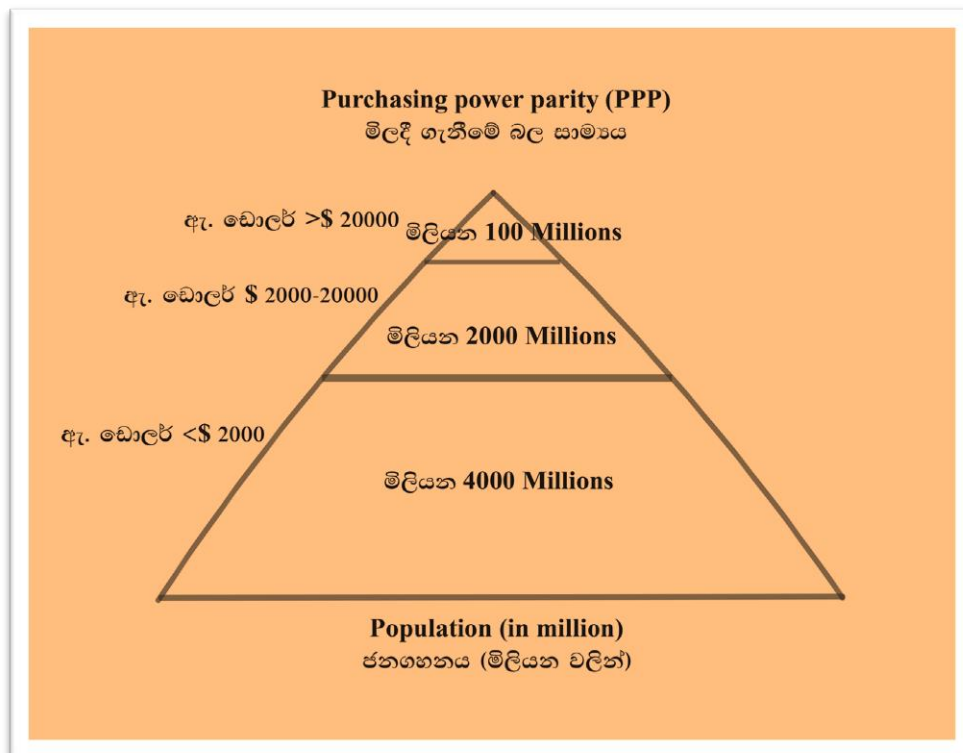 Purchasing power parity (PPP)
මිලදී ගැනීමේ බල සාම්‍යය
ඇ. ඩොලර් >$ 20000
මිලියන 100 Millions
ඇ. ඩොලර් $ 2000-20000
මිලියන 2000 Millions
ඇ. ඩොලර් <$ 2000
මිලියන 4000 Millions
Population (in million)
ජනගහනය (මිලියන වලින්)